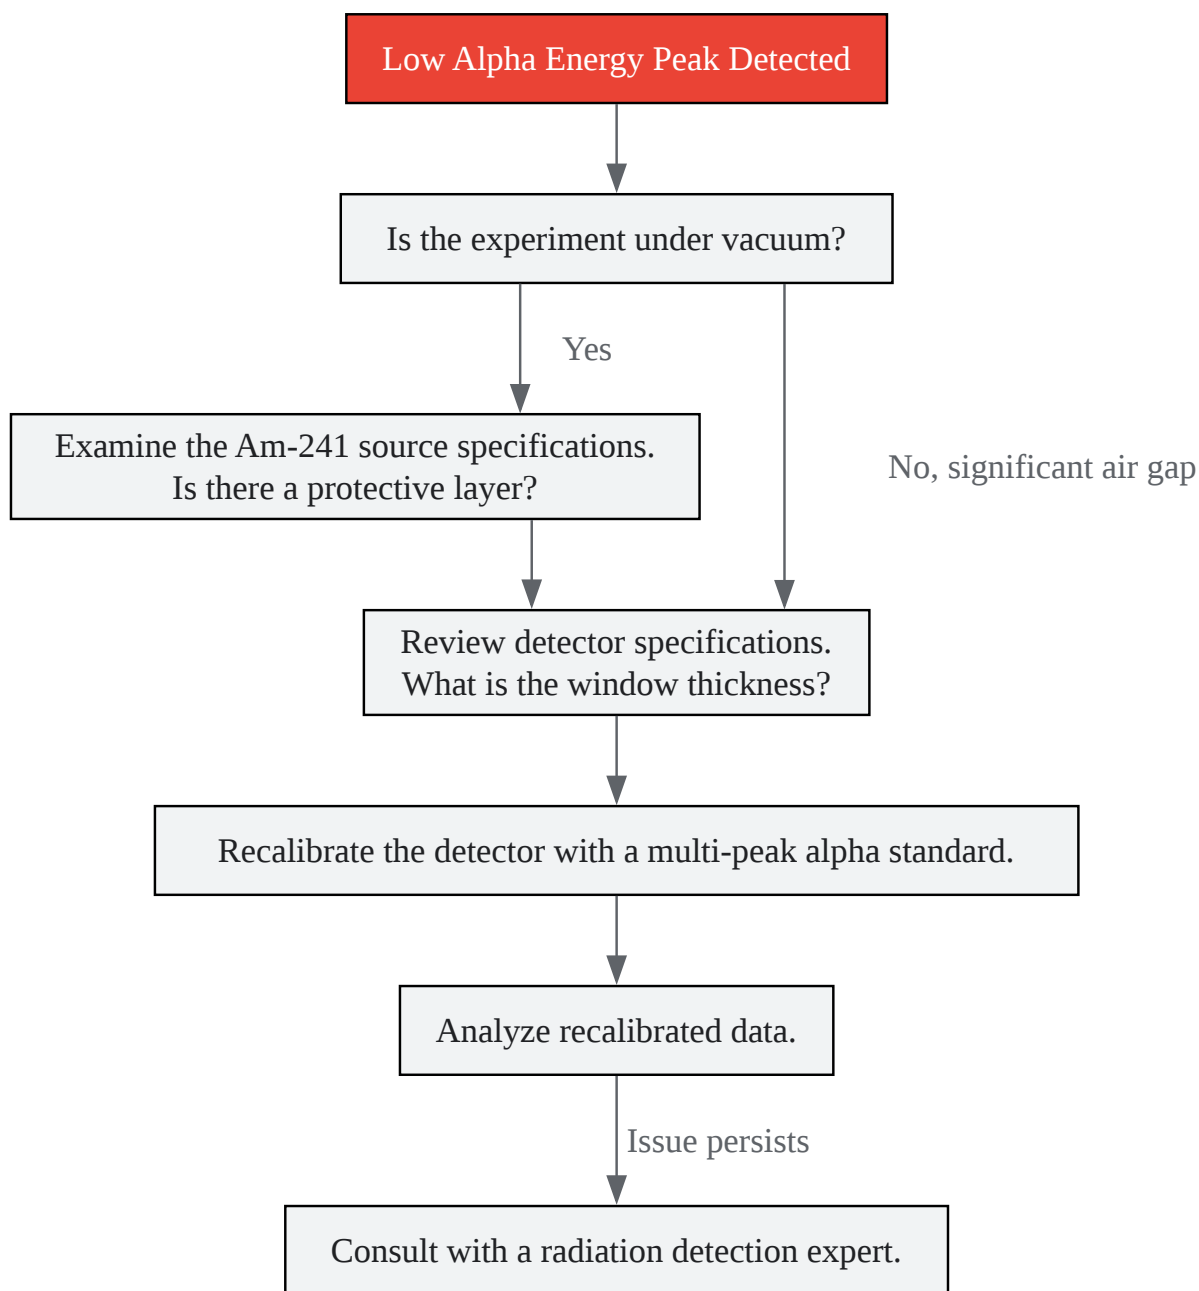 Low Alpha Energy Peak Detected
Is the experiment under vacuum?
Yes
Examine the Am-241 source specifications.
Is there a protective layer?
No, significant air gap
Review detector specifications.
What is the window thickness?
Recalibrate the detector with a multi-peak alpha standard.
Analyze recalibrated data.
Issue persists
Consult with a radiation detection expert.